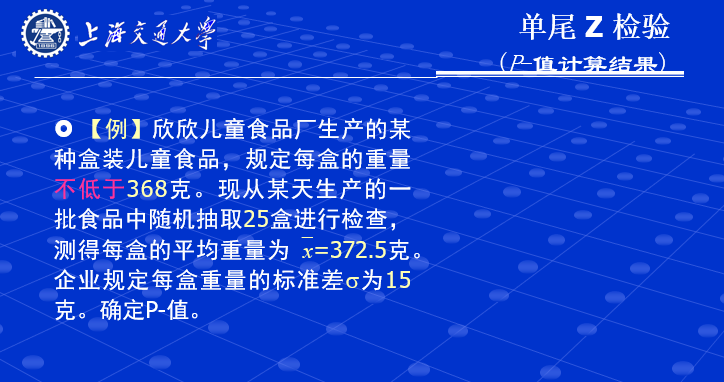 上海交通大学
单尾 Z 检验
（P-值计算结果）
【例】欣欣儿童食品厂生产的某
种盒装儿童食品，规定每盒的重量
不低于368克。现从某天生产的一
批食品中随机抽取25盒进行检查，
测得每盒的平均重量为 x̅=372.5克。
企业规定每盒重量的标准差σ为15
克。确定P-值。